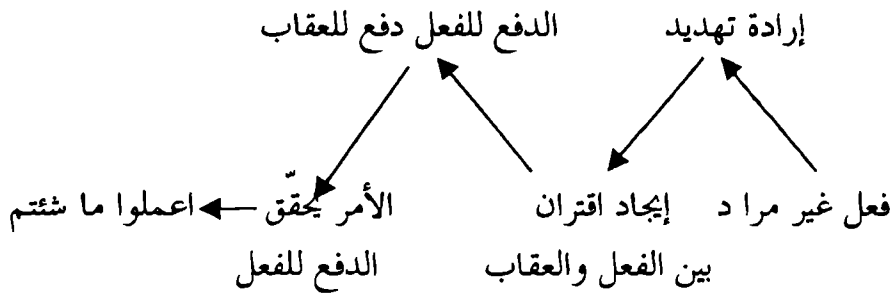 إرادة تهديد الدفع للفعل دفع للعقاب
فعل غير مرا د إيجاد اقتران الأمر يحقّق اعملوا ما شئتم
بين الفعل والعقاب الدفع للفعل